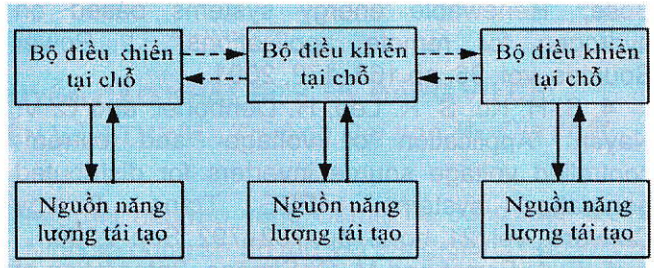 Bộ điều khiển
tại chỗ
Bộ điều khiển
tại chỗ
Bộ điều khiển
tại chỗ
Nguồn năng
lượng tái tạo
Nguồn năng
lượng tái tạo
Nguồn năng
lượng tái tạo